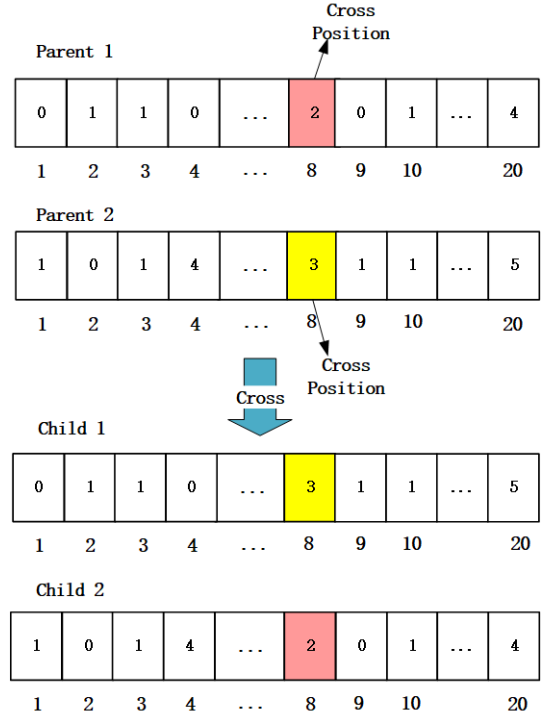 Cross
Position
Parent 1
0 1 1 0 ... 2 0 1 ... 4
1 2 3 4 ... 8 9 10 20
Parent 2
1 0 1 4 ... 3 1 1 ... 5
1 2 3 4 ... 8 9 10 20
Cross
Position
Cross
Child 1
0 1 1 0 ... 3 1 1 ... 5
1 2 3 4 ... 8 9 10 20
Child 2
1 0 1 4 ... 2 0 1 ... 4
1 2 3 4 ... 8 9 10 20